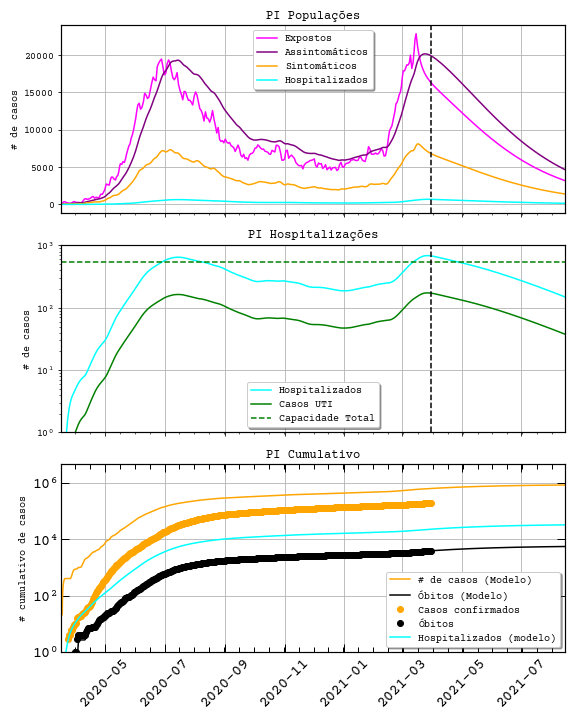 PI Populações
# de casos
20000
15000
10000
5000
0
Expostos
Assintomáticos
Sintomáticos
Hospitalizados
PI Hospitalizações
# de casos
10³
10²
10¹
10⁰
Hospitalizados
Casos UTI
Capacidade Total
PI Cumulativo
# cumulativo de casos
10⁶
10⁴
10²
10⁰
# de casos (Modelo)
Óbitos (Modelo)
Casos confirmados
Óbitos
Hospitalizados (modelo)
2020-05
2020-07
2020-09
2020-11
2021-01
2021-03
2021-05
2021-07